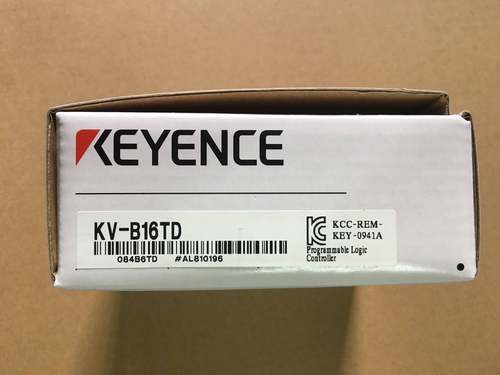 KEYENCE
KV-B16TD
084B6TD #AL810196
KCC-REM-
KEY-0941A
Programmable Logic
Controller